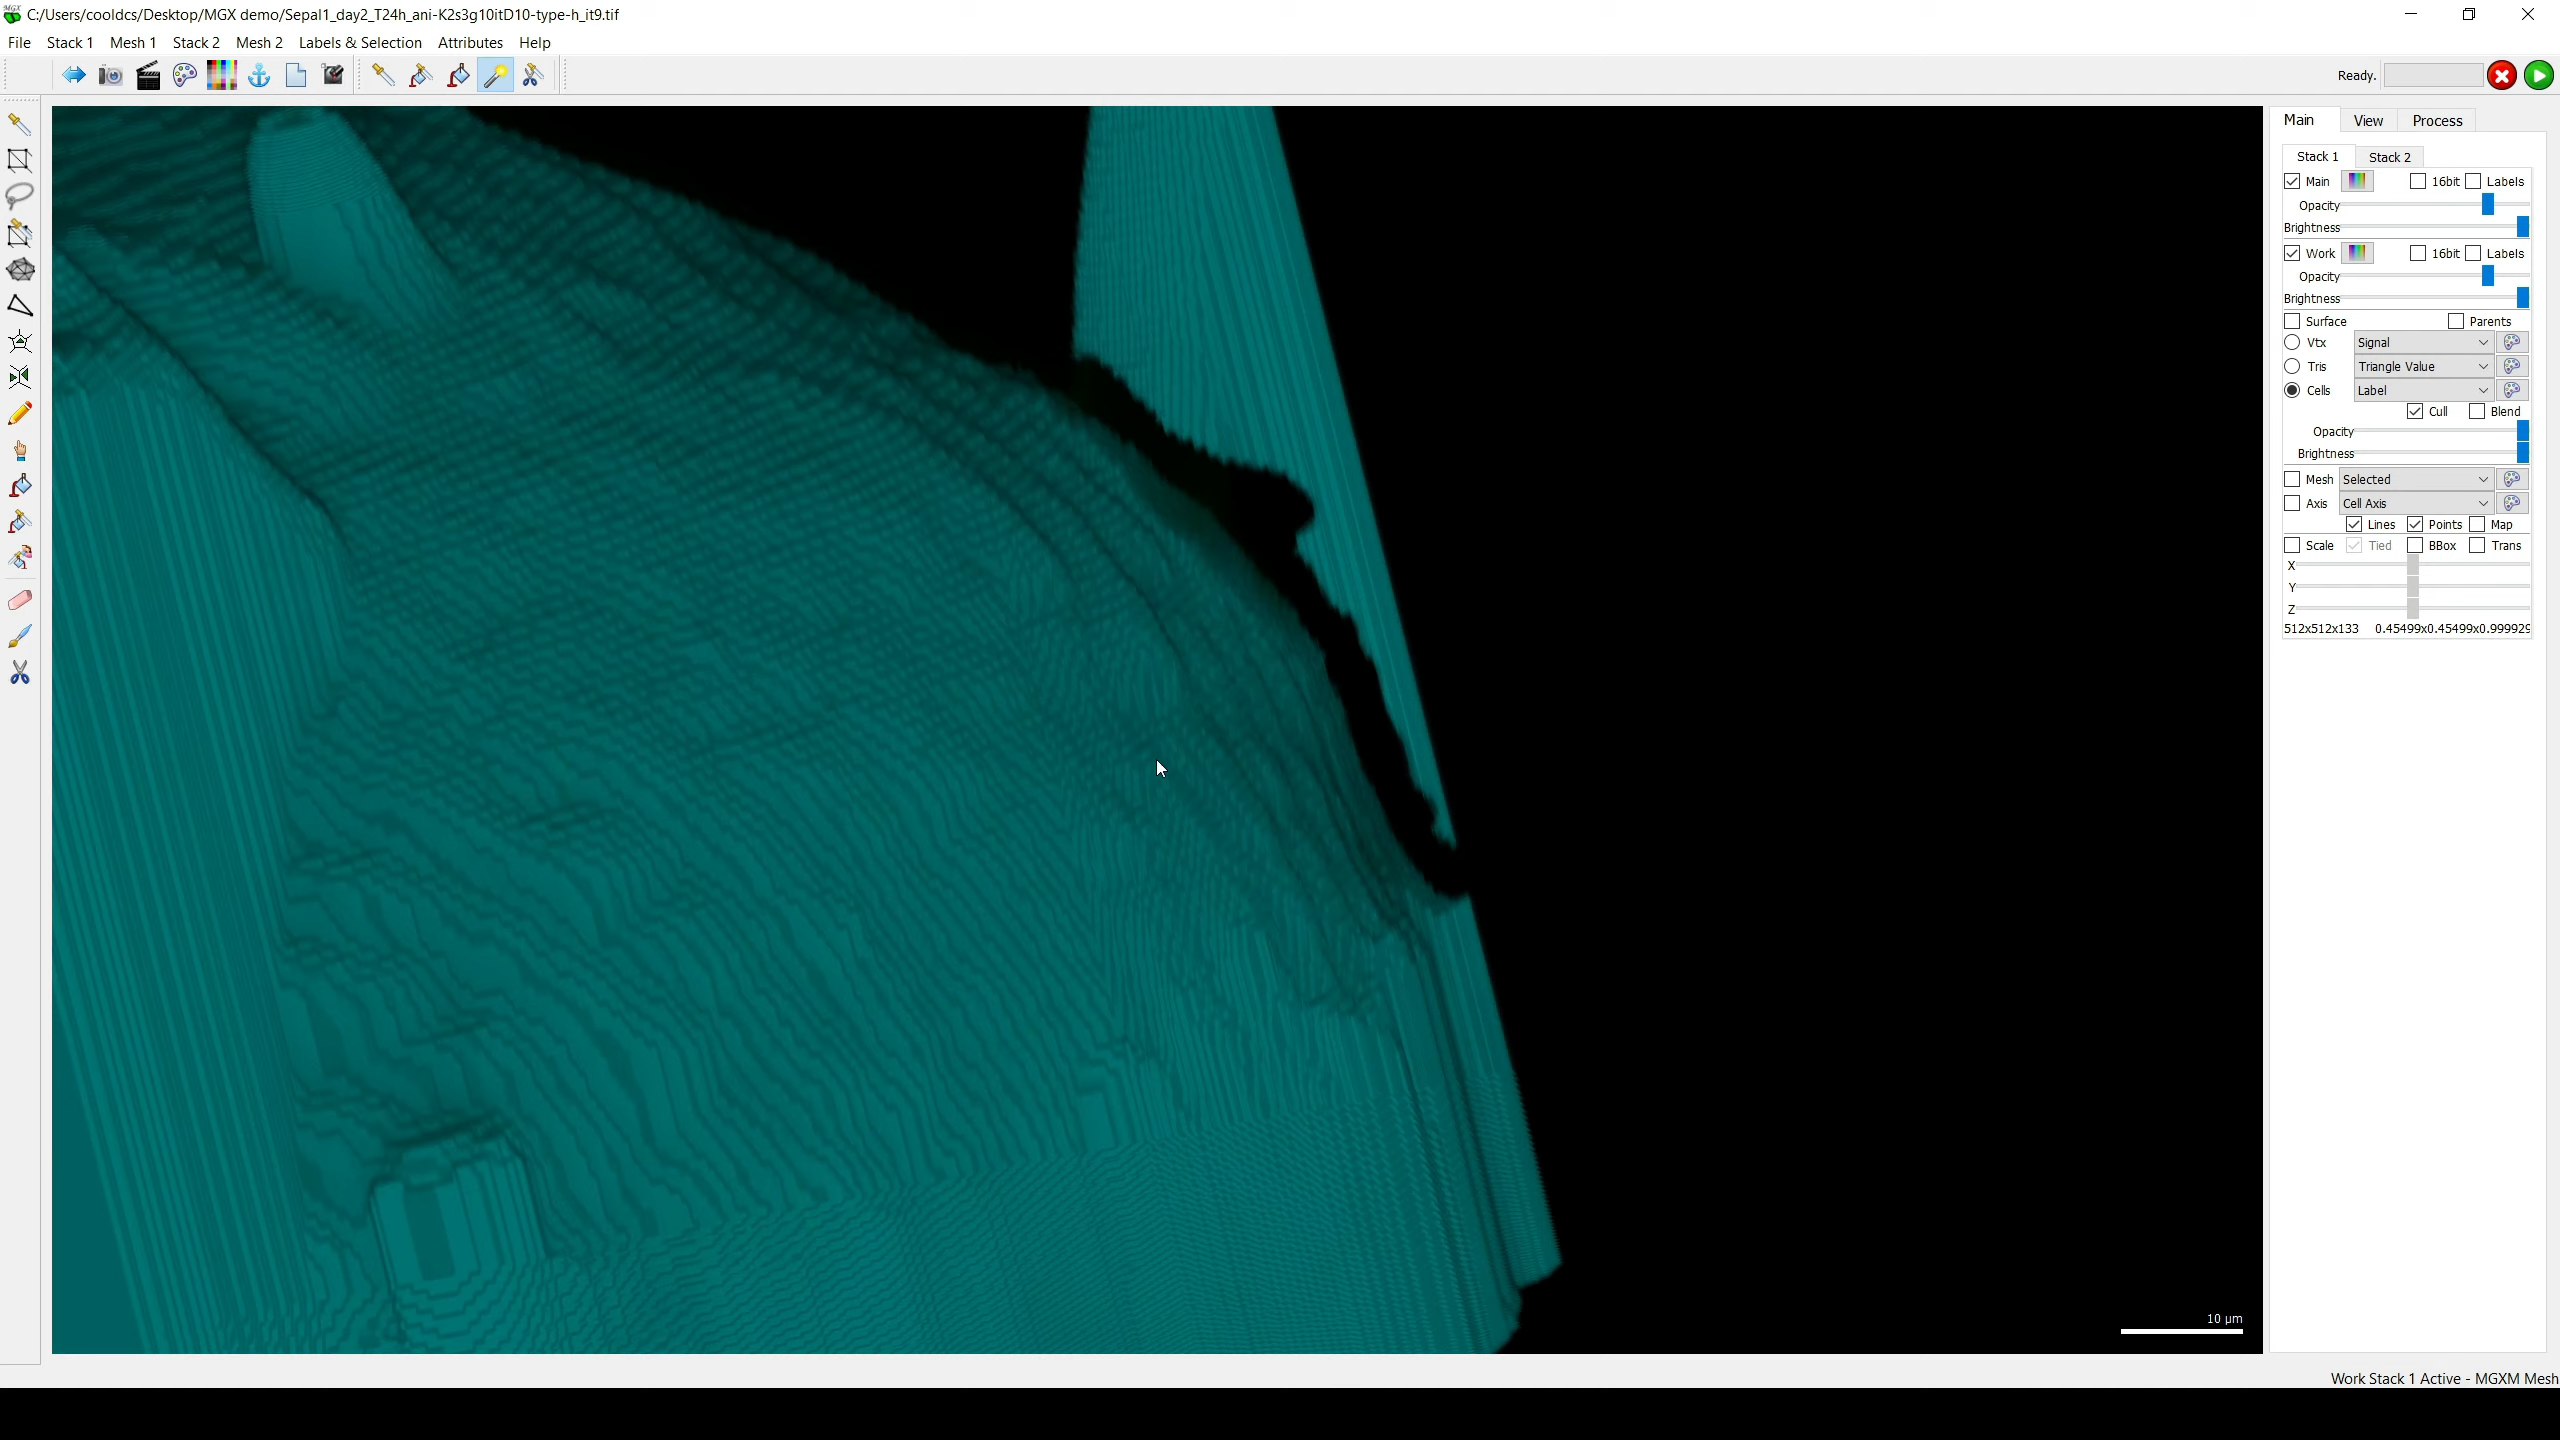 C:/Users/cooldcs/Desktop/MGX demo/Sepal1_day2_T24h_ani-K2s3g10itD10-type-h_it9.tif
File Stack 1 Mesh 1 Stack 2 Mesh 2 Labels & Selection Attributes Help
Ready.
Main View Process
Stack 1 Stack 2
Main 16bit Labels
Opacity
Brightness
Work 16bit Labels
Opacity
Brightness
Surface Parents
Vtx Signal
Tris Triangle Value
Cells Label
Cull Blend
Opacity
Brightness
Mesh Selected
Axis Cell Axis
Lines Points Map
Scale Tied BBox Trans
X
Y
Z
512x512x133 0.45499x0.45499x0.999929
10 µm
Work Stack 1 Active - MGXM Mesh